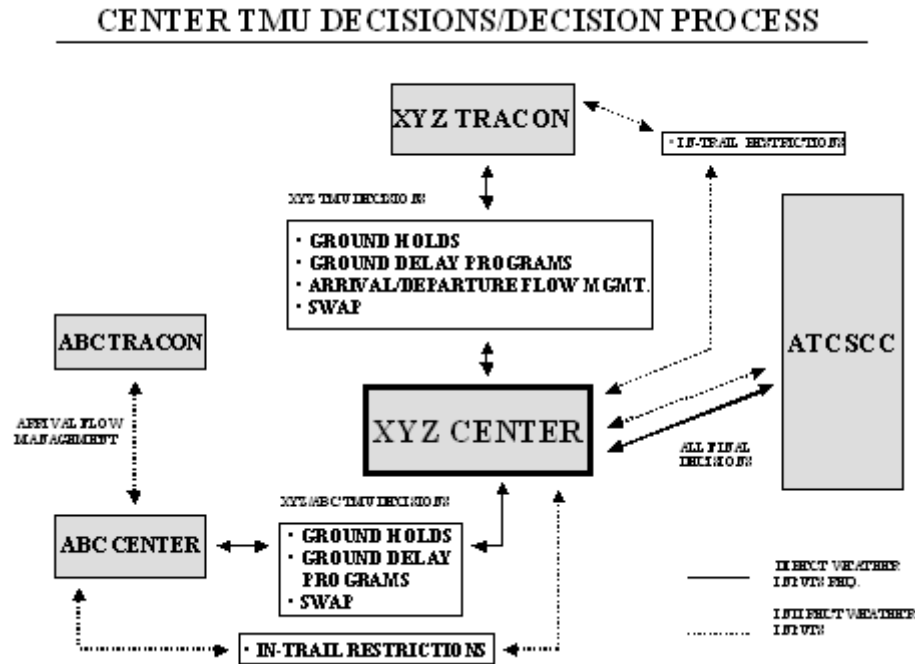 CENTER TMU DECISIONS/DECISION PROCESS
XYZ TRACON
· IN-TRAIL RESTRICTIONS
XYZ TMU DECISIONS
· GROUND HOLDS
· GROUND DELAY PROGRAMS
· ARRIVAL/DEPARTURE FLOW MGMT.
· SWAP
ATCSCC
ABC TRACON
ARRIVAL FLOW
MANAGEMENT
XYZ CENTER
ALL FINAL
DECISIONS
XYZ/ABC TMU DECISIONS
ABC CENTER
· GROUND HOLDS
· GROUND DELAY
PROGRAMS
· SWAP
· IN-TRAIL RESTRICTIONS
DIRECT WEATHER
INPUTS REQ.
INDIRECT WEATHER
INPUTS